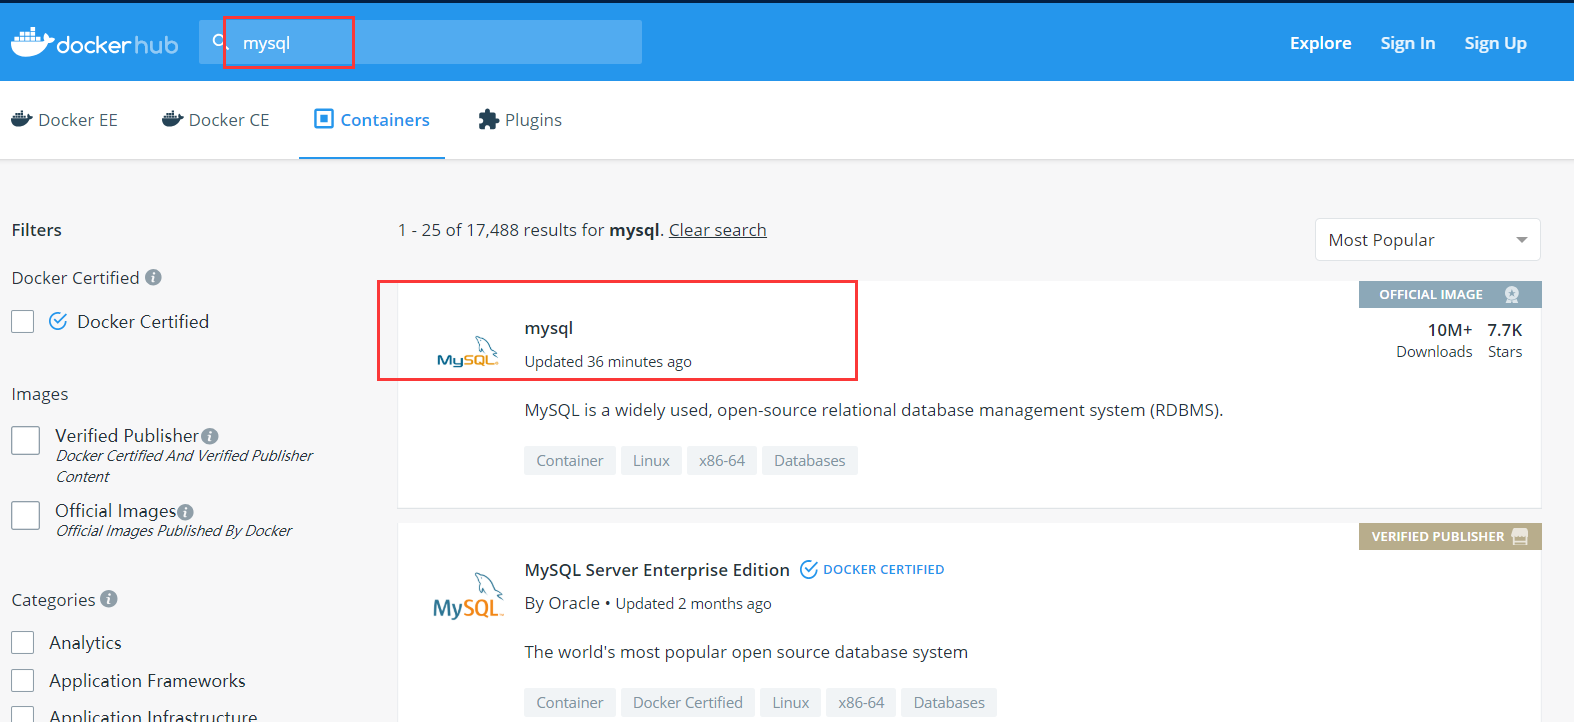 docker hub
mysql
Explore
Sign In
Sign Up
Docker EE
Docker CE
Containers
Plugins
Filters
1 - 25 of 17,488 results for mysql. Clear search
Most Popular
Docker Certified
Docker Certified
Images
Verified Publisher
Docker Certified And Verified Publisher
Content
Official Images
Official Images Published By Docker
Categories
Analytics
Application Frameworks
Application Infrastructure
OFFICIAL IMAGE
MySQL
mysql
Updated 36 minutes ago
10M+
Downloads
7.7K
Stars
MySQL is a widely used, open-source relational database management system (RDBMS).
Container
Linux
x86-64
Databases
VERIFIED PUBLISHER
MySQL
MySQL Server Enterprise Edition
DOCKER CERTIFIED
By Oracle • Updated 2 months ago
The world's most popular open source database system
Container
Docker Certified
Linux
x86-64
Databases